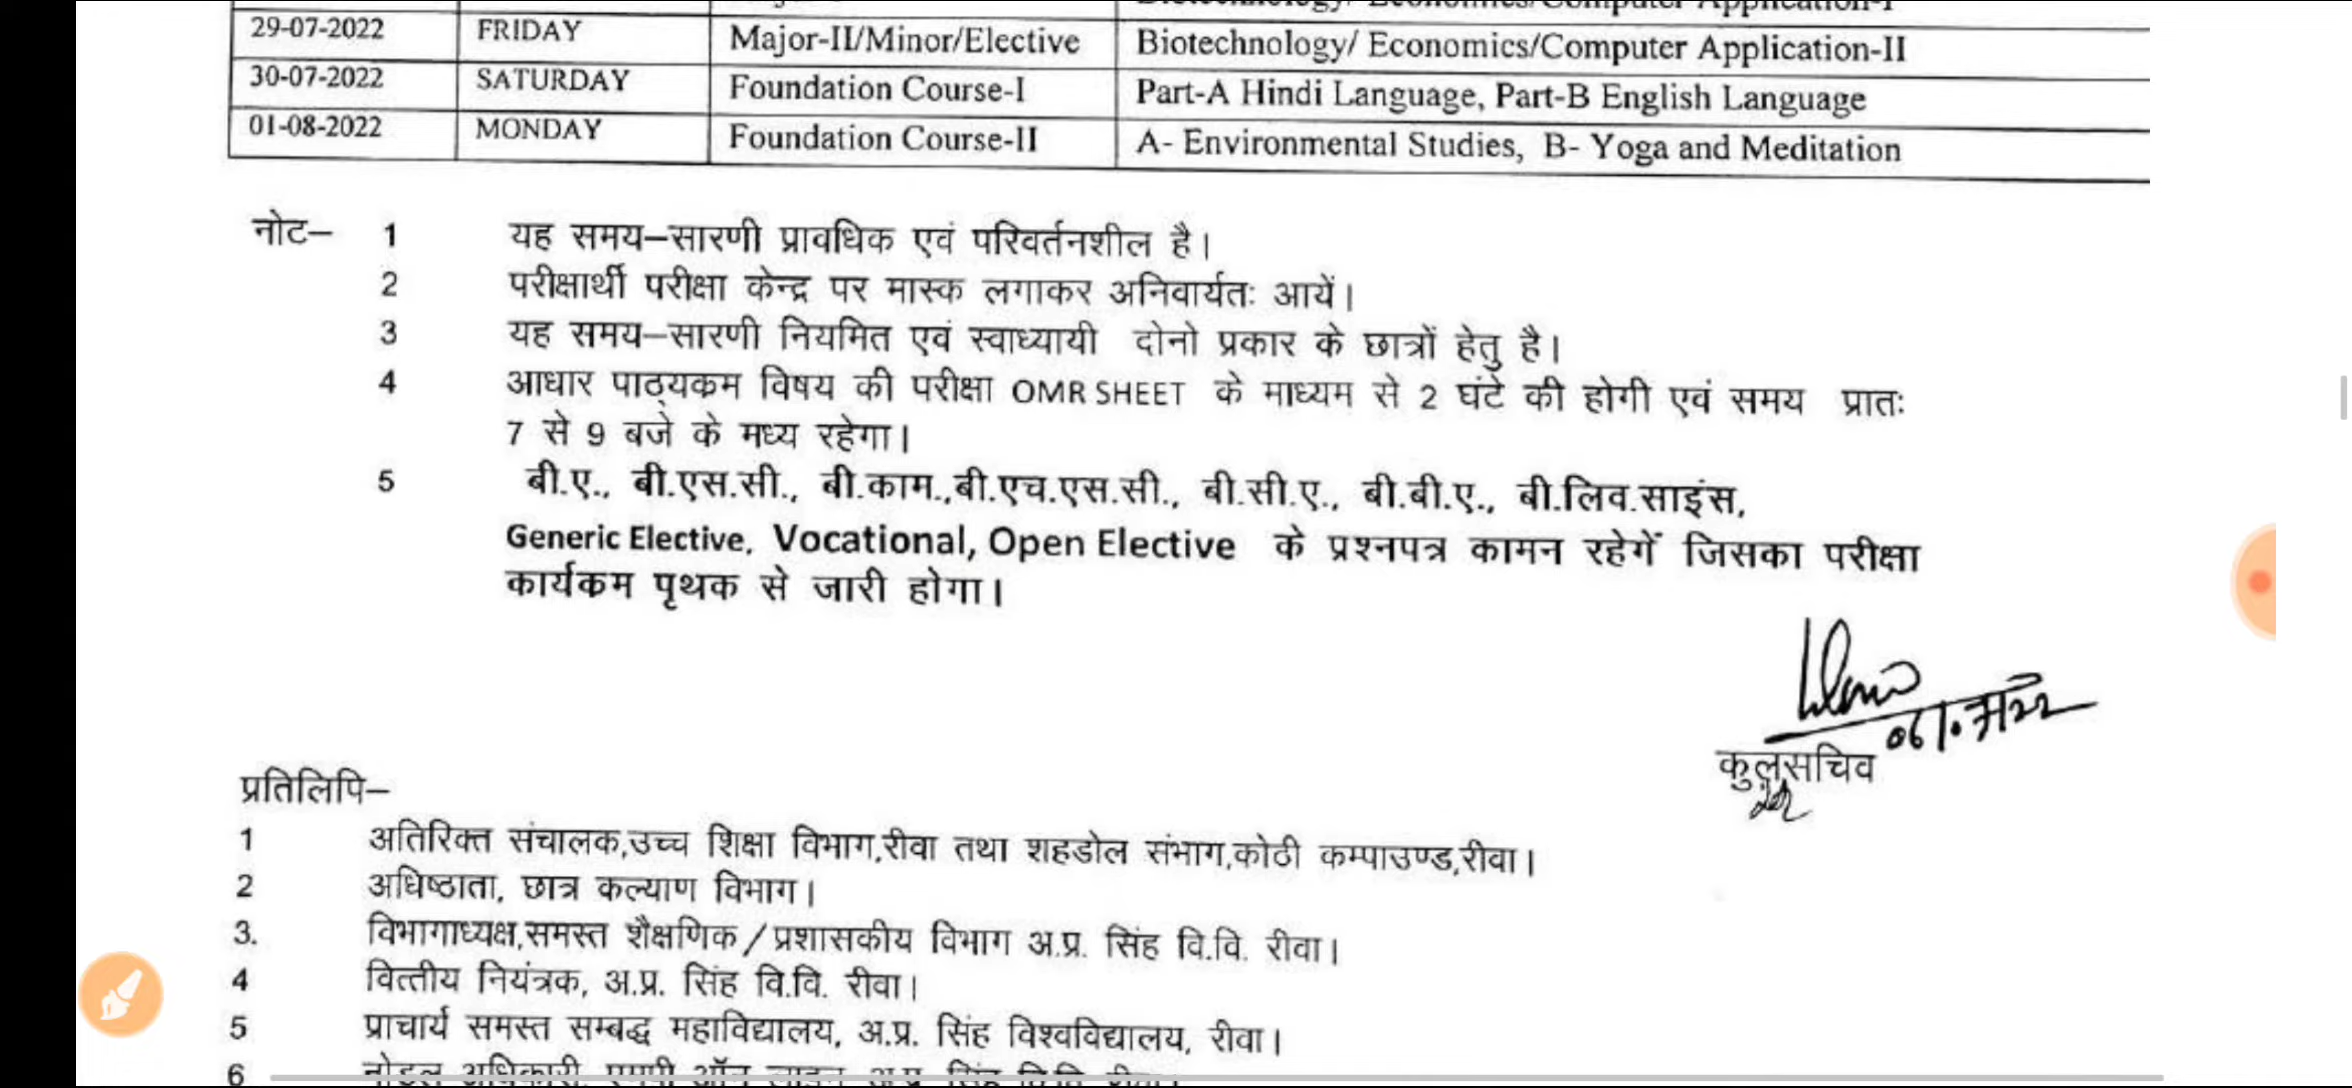 29-07-2022 FRIDAY Major-II/Minor/Elective Biotechnology/ Economics/Computer Application-II
30-07-2022 SATURDAY Foundation Course-I Part-A Hindi Language, Part-B English Language
01-08-2022 MONDAY Foundation Course-II A- Environmental Studies, B- Yoga and Meditation
नोट– 1 यह समय–सारणी प्रावधिक एवं परिवर्तनशील है।
2 परीक्षार्थी परीक्षा केन्द्र पर मास्क लगाकर अनिवार्यतः आयें।
3 यह समय–सारणी नियमित एवं स्वाध्यायी दोनो प्रकार के छात्रों हेतु है।
4 आधार पाठ्यकम विषय की परीक्षा OMR SHEET के माध्यम से 2 घंटे की होगी एवं समय प्रातः
7 से 9 बजे के मध्य रहेगा।
5 बी.ए., बी.एस.सी., बी.काम.,बी.एच.एस.सी., बी.सी.ए., बी.बी.ए., बी.लिव.साइंस,
Generic Elective, Vocational, Open Elective के प्रश्नपत्र कामन रहेगें जिसका परीक्षा
कार्यकम पृथक से जारी होगा।
कुलसचिव
प्रतिलिपि–
1 अतिरिक्त संचालक,उच्च शिक्षा विभाग,रीवा तथा शहडोल संभाग,कोठी कम्पाउण्ड,रीवा।
2 अधिष्ठाता, छात्र कल्याण विभाग।
3. विभागाध्यक्ष,समस्त शैक्षणिक/प्रशासकीय विभाग अ.प्र. सिंह वि.वि. रीवा।
4 वित्तीय नियंत्रक, अ.प्र. सिंह वि.वि. रीवा।
5 प्राचार्य समस्त सम्बद्ध महाविद्यालय, अ.प्र. सिंह विश्वविद्यालय, रीवा।
6